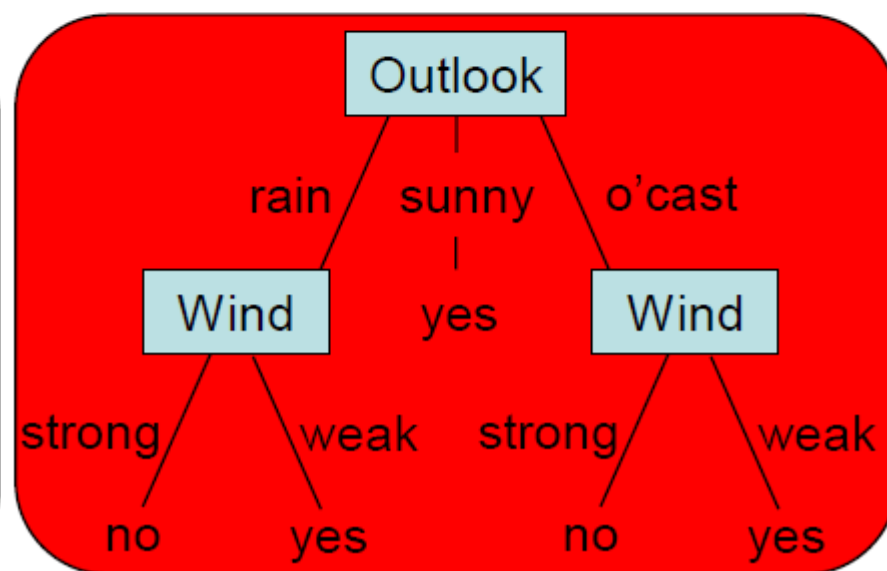 Outlook
rain sunny o'cast
Wind yes Wind
strong weak strong weak
no yes no yes